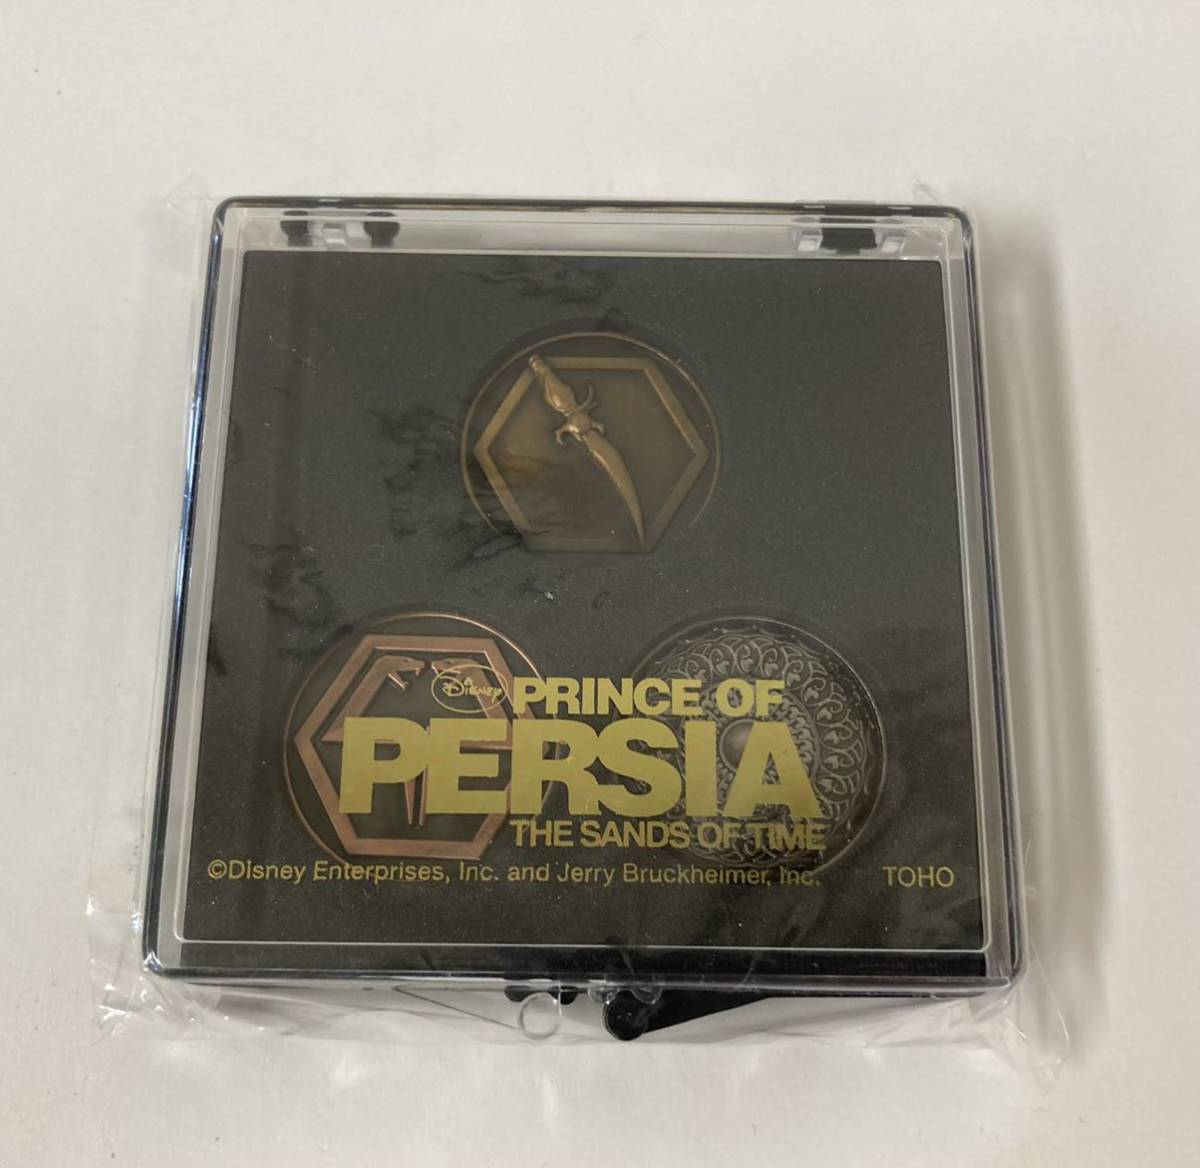 Disney PRINCE OF
PERSIA
THE SANDS OF TIME
©Disney Enterprises, Inc. and Jerry Bruckheimer, Inc. TOHO